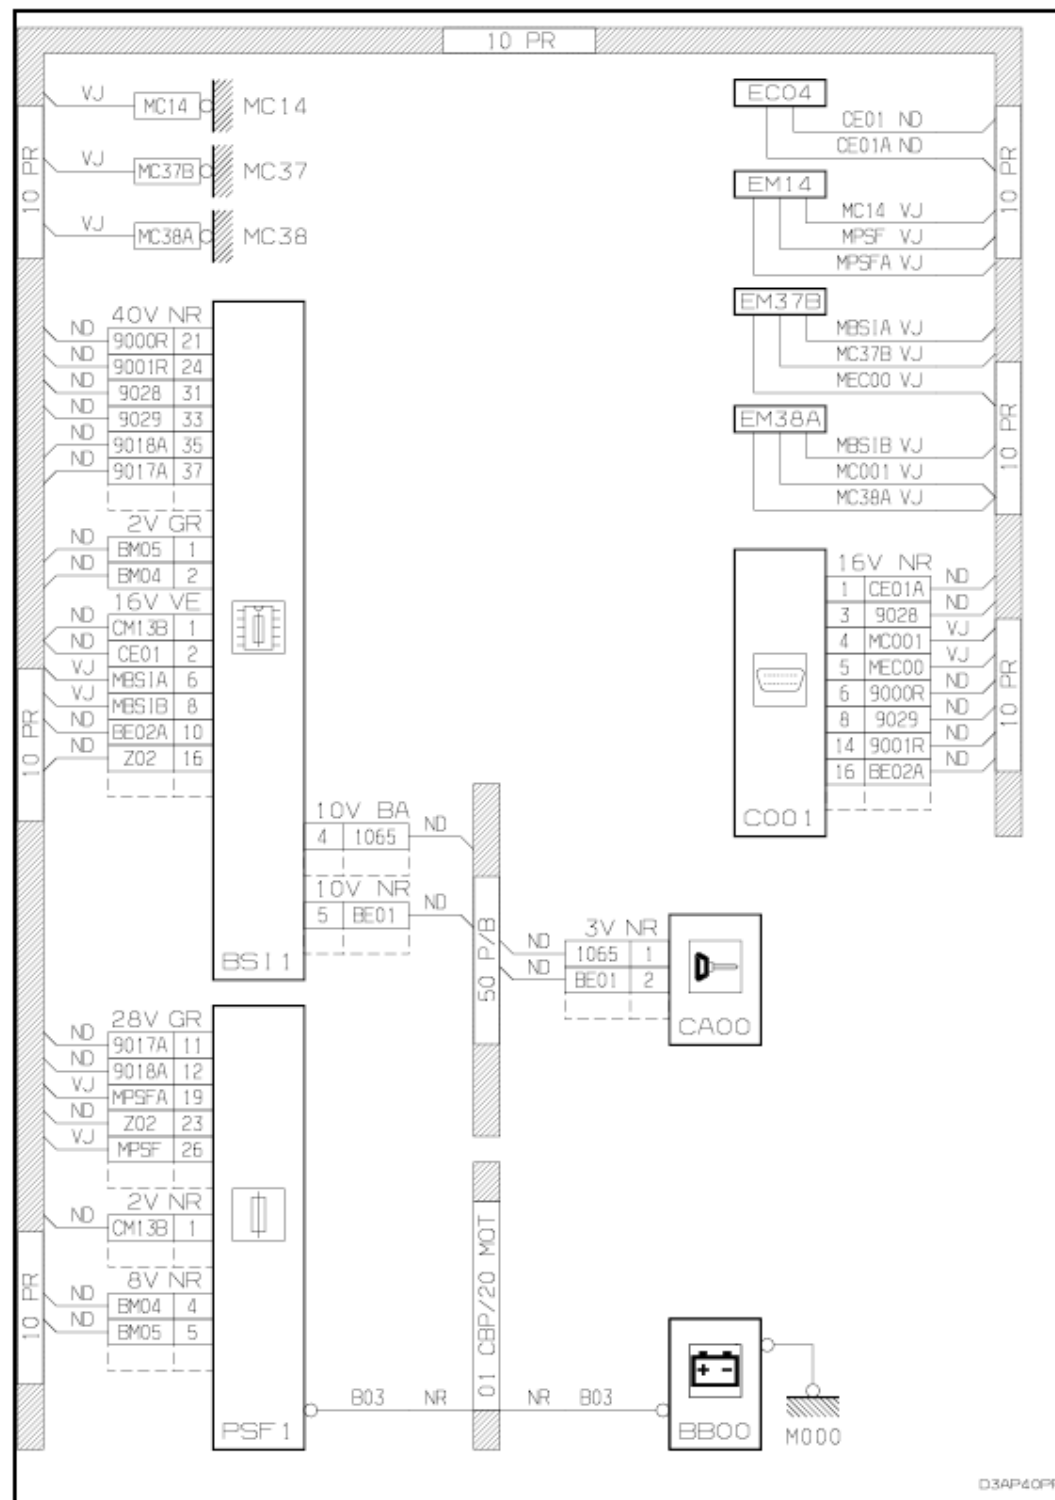 10 PR
VJ MC14 MC14
VJ MC37B MC37
VJ MC38A MC38
10 PR
EC04
CE01 ND
CE01A ND
EM14
MC14 VJ
MPSF VJ
MPSFA VJ
10 PR
EM37B
MBSIA VJ
MC37B VJ
MEC00 VJ
EM38A
MBSIB VJ
MC001 VJ
MC38A VJ
10 PR
40V NR
ND 9000R 21
ND 9001R 24
ND 9028 31
ND 9029 33
ND 9018A 35
ND 9017A 37
2V GR
ND BM05 1
ND BM04 2
16V VE
ND CM13B 1
ND CE01 2
VJ MBSIA 6
VJ MBSIB 8
ND BE02A 10
ND Z02 16
10 PR
16V NR
1 CE01A ND
3 9028 ND
4 MC001 VJ
5 MEC00 VJ
6 9000R ND
8 9029 ND
14 9001R ND
16 BE02A ND
C001
10 PR
10V BA
4 1065 ND
10V NR
5 BE01 ND
BSI1
50 P/B
3V NR
ND 1065 1
ND BE01 2
CA00
28V GR
ND 9017A 11
ND 9018A 12
VJ MPSFA 19
ND Z02 23
VJ MPSF 26
2V NR
ND CM13B 1
8V NR
ND BM04 4
ND BM05 5
10 PR
PSF1
B03 NR
01 CBP/20 MOT
NR B03
BB00
M000
D3AP40P